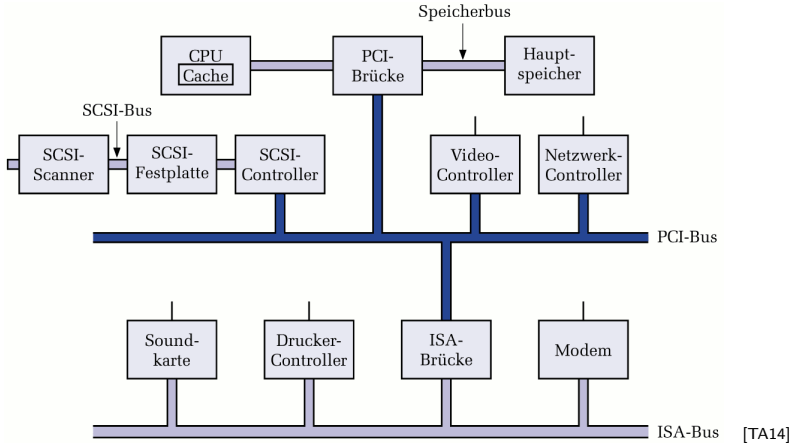 Speicherbus
CPU
Cache
PCI-
Brücke
Haupt-
speicher
SCSI-Bus
SCSI-
Scanner
SCSI-
Festplatte
SCSI-
Controller
Video-
Controller
Netzwerk-
Controller
PCI-Bus
Sound-
karte
Drucker-
Controller
ISA-
Brücke
Modem
ISA-Bus
[TA14]